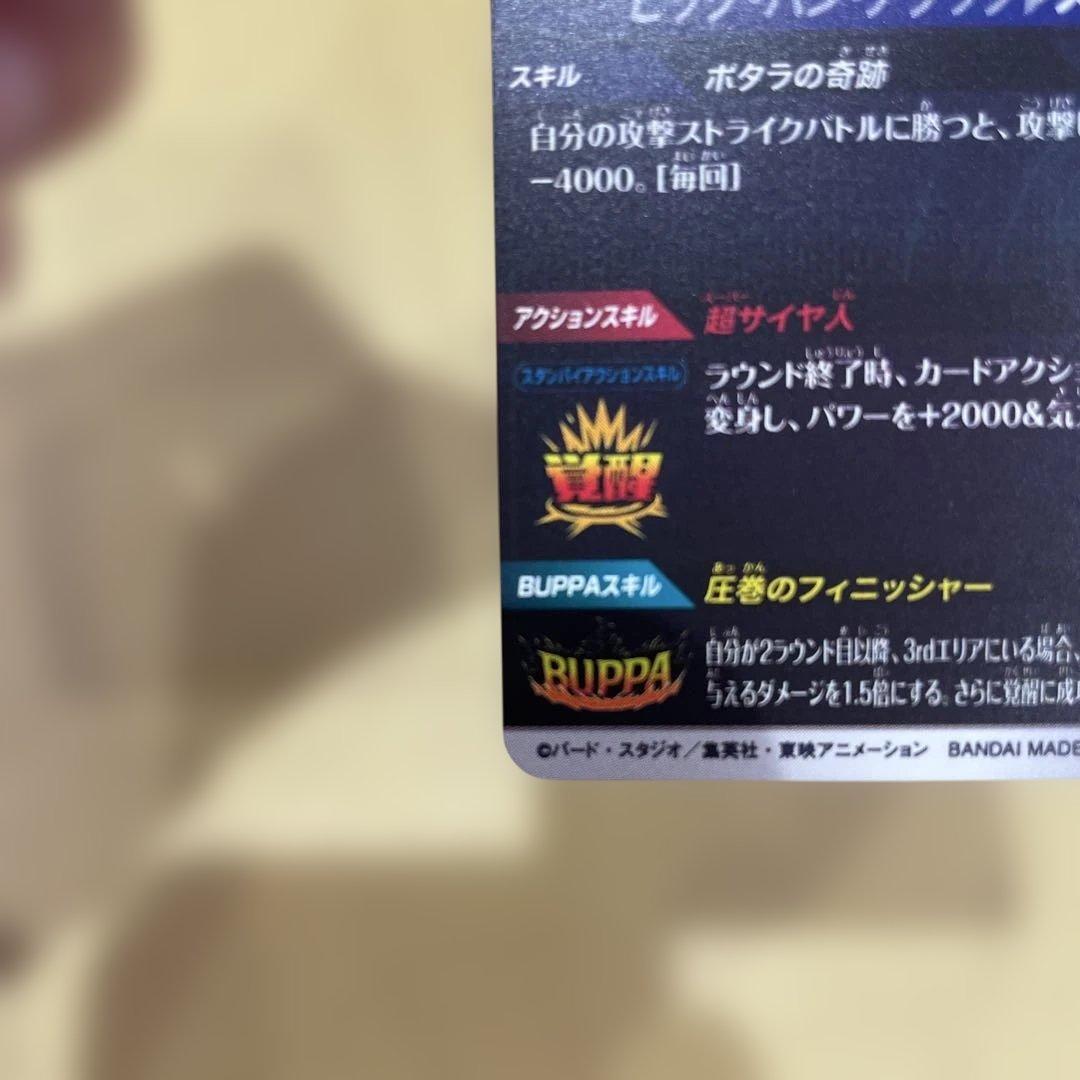 スキル ポタラの奇跡
自分の攻撃ストライクバトルに勝つと、攻撃
−4000。[毎回]
アクションスキル 超サイヤ人
スタンバイアクションスキル
ラウンド終了時、カードアクショ
変身し、パワーを+2000&気
覚醒
BUPPAスキル 圧巻のフィニッシャー
自分が2ラウンド目以降、3rdエリアにいる場合、
与えるダメージを1.5倍にする。さらに覚醒に成功
BUPPA
©バード・スタジオ／集英社・東映アニメーション BANDAI MADE